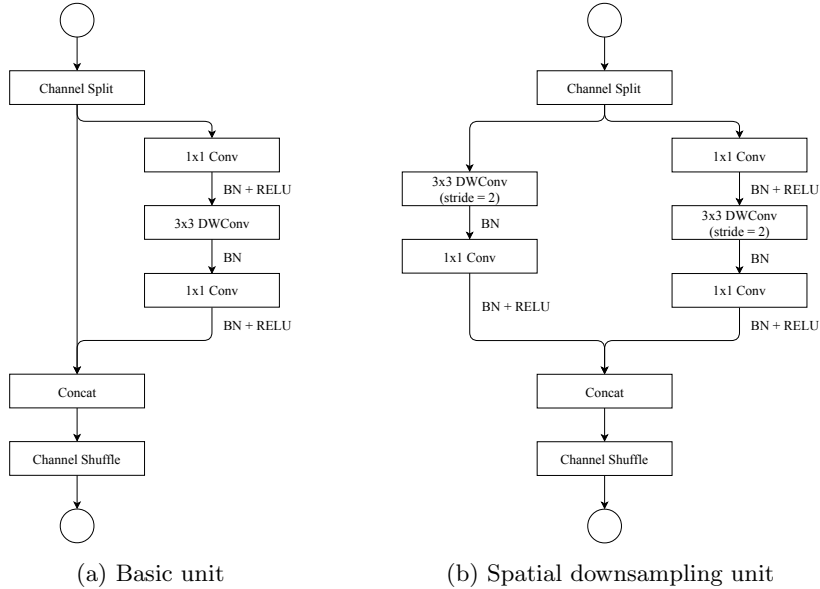 Channel Split
1x1 Conv
BN + RELU
3x3 DWConv
BN
1x1 Conv
BN + RELU
Concat
Channel Shuffle
(a) Basic unit
Channel Split
3x3 DWConv
(stride = 2)
BN
1x1 Conv
BN + RELU
1x1 Conv
BN + RELU
3x3 DWConv
(stride = 2)
BN
1x1 Conv
BN + RELU
Concat
Channel Shuffle
(b) Spatial downsampling unit